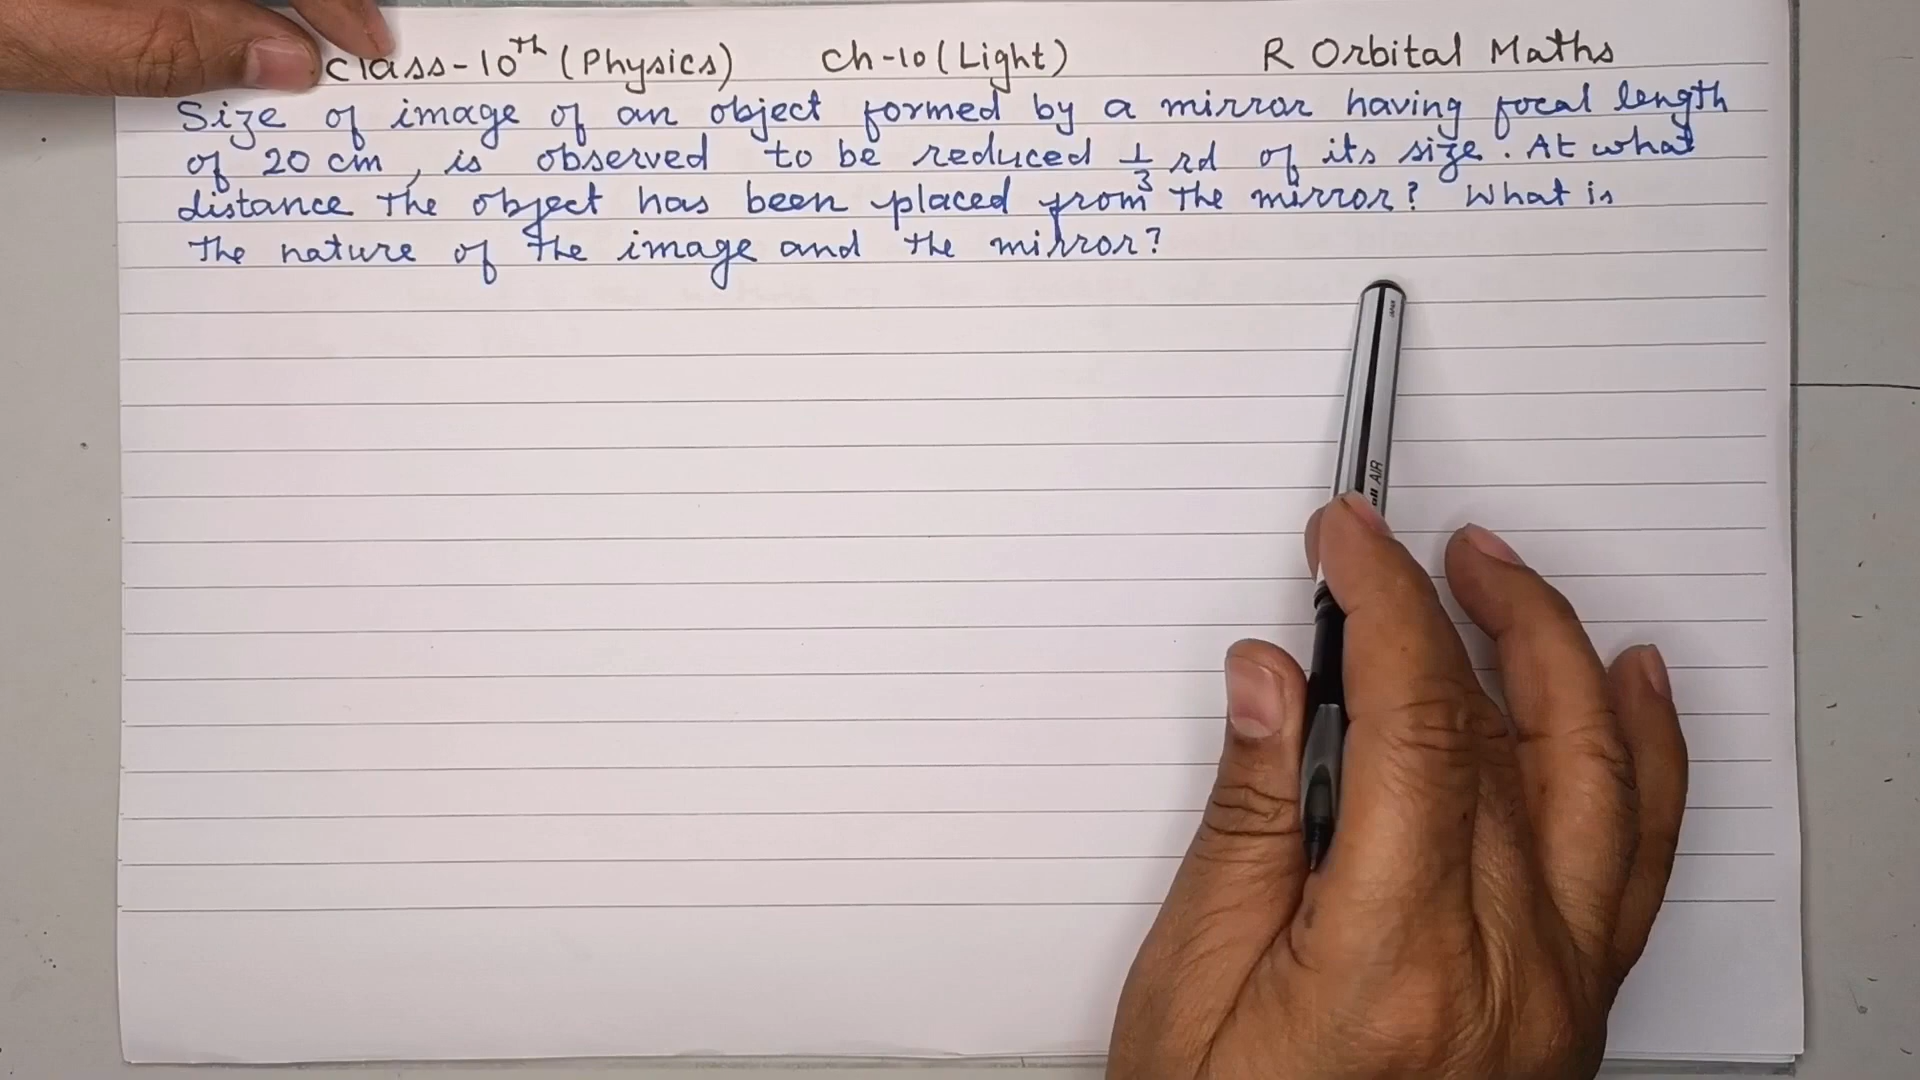 Class-10th (Physics) Ch-10 (Light) R Orbital Maths
Size of image of an object formed by a mirror having focal length
of 20 cm, is observed to be reduced 1/3 rd of its size. At what
distance the object has been placed from the mirror? What is
the nature of the image and the mirror?
AIR